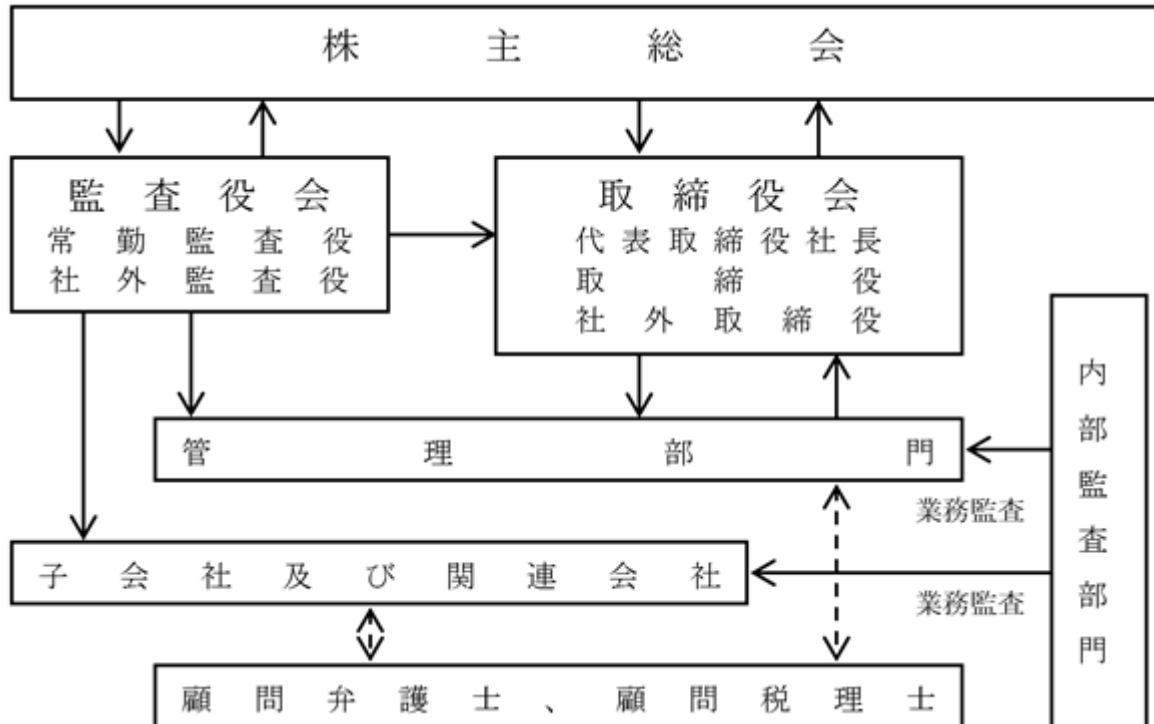 株主総会
監査役会
常勤監査役
社外監査役
取締役会
代表取締役社長
取締役
社外取締役
内部監査部門
管理部門
業務監査
子会社及び関連会社
業務監査
顧問弁護士、顧問税理士